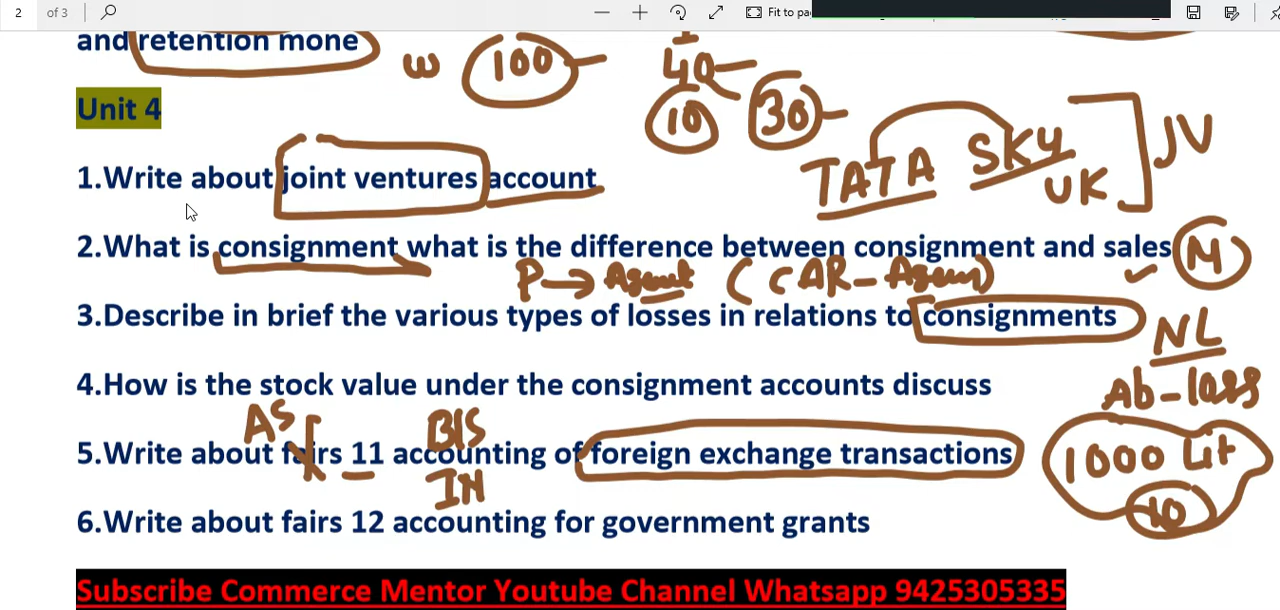 2 of 3 Fit to pa
and retention mone
W 100 40
10 30
Unit 4
TATA SKY UK JV
1.Write about joint ventures account
2.What is consignment what is the difference between consignment and sales M
P → Agent (CAR - Agen)
3.Describe in brief the various types of losses in relations to consignments
NL
4.How is the stock value under the consignment accounts discuss
Ab-loss
AS BIS
5.Write about fairs 11 accounting of foreign exchange transactions
1000 Lit
IN
10
6.Write about fairs 12 accounting for government grants
Subscribe Commerce Mentor Youtube Channel Whatsapp 9425305335